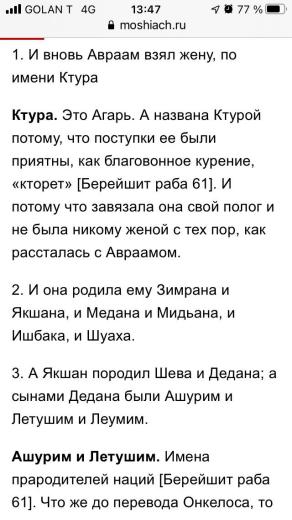 GOLAN T 4G 13:47 77 %
moshiach.ru
1. И вновь Авраам взял жену, по
имени Ктура
Ктура. Это Агарь. А названа Ктурой
потому, что поступки ее были
приятны, как благовонное курение,
«кторет» [Берейшит раба 61]. И
потому что завязала она свой полог и
не была никому женой с тех пор, как
рассталась с Авраамом.
2. И она родила ему Зимрана и
Якшана, и Медана и Мидьана, и
Ишбака, и Шуаха.
3. А Якшан породил Шева и Дедана; а
сынами Дедана были Ашурим и
Летушим и Леумим.
Ашурим и Летушим. Имена
прародителей наций [Берейшит раба
61]. Что же до перевода Онкелоса, то